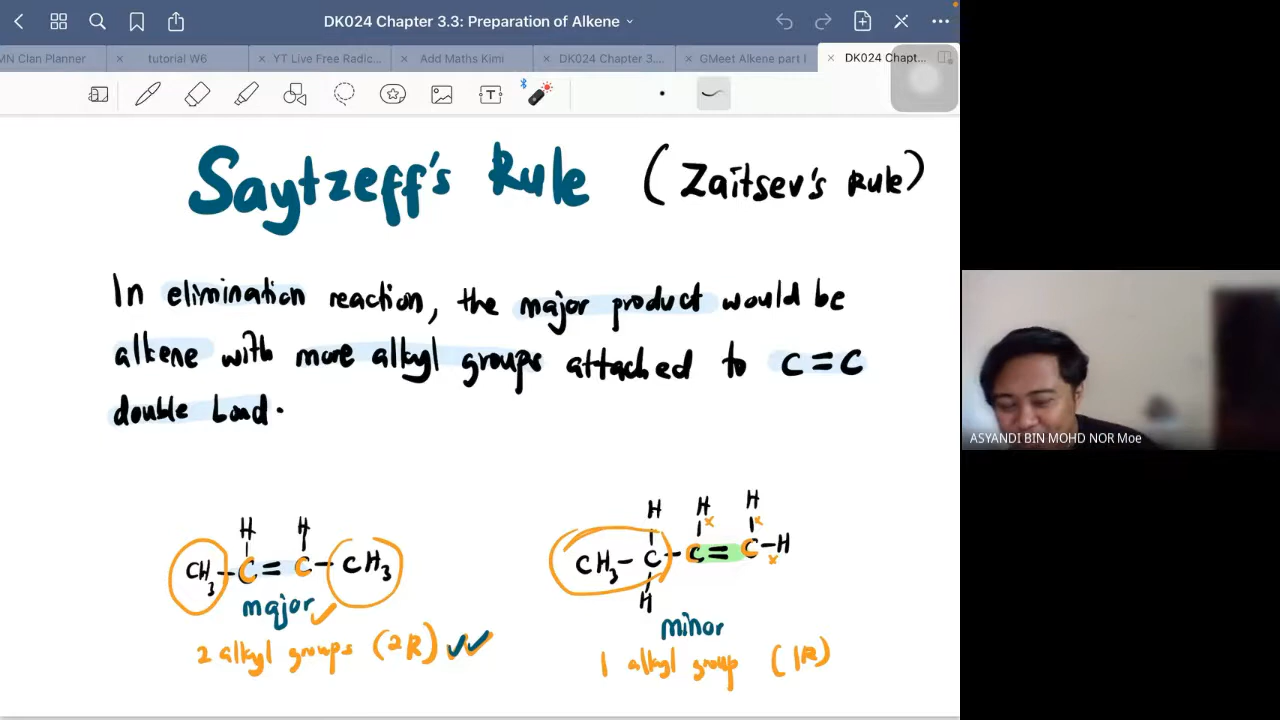 DK024 Chapter 3.3: Preparation of Alkene
MN Clan Planner
tutorial W6
YT Live Free Radic...
Add Maths Kimi
DK024 Chapter 3....
GMeet Alkene part I
DK024 Chapt...
Saytzeff's Rule (Zaitsev's Rule)
In elimination reaction, the major product would be
alkene with more alkyl groups attached to C=C
double bond.
H H
CH3-C=C-CH3
major
2 alkyl groups (2R)
H H H
CH3-C-C=C-H
H
minor
1 alkyl group (1R)
ASYANDI BIN MOHD NOR Moe